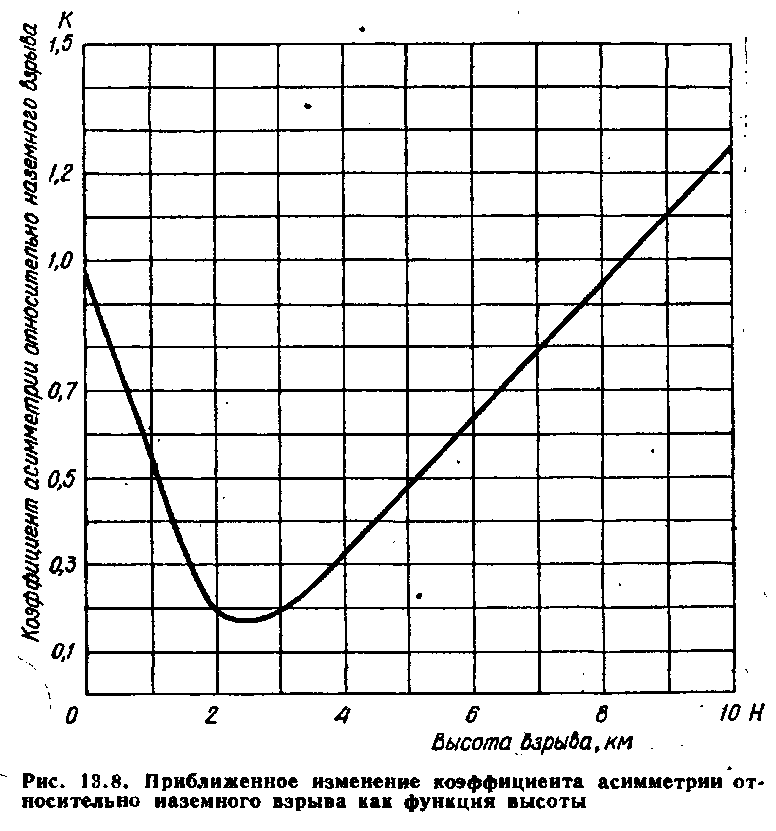 K
1,5
1,2
1,0
0,7
0,5
0,3
0,1
Коэффициент асимметрии относительно наземного взрыва
0 2 4 6 8 10 H
Высота взрыва, км
Рис. 13.8. Приближенное изменение коэффициента асимметрии от-
носительно наземного взрыва как функция высоты